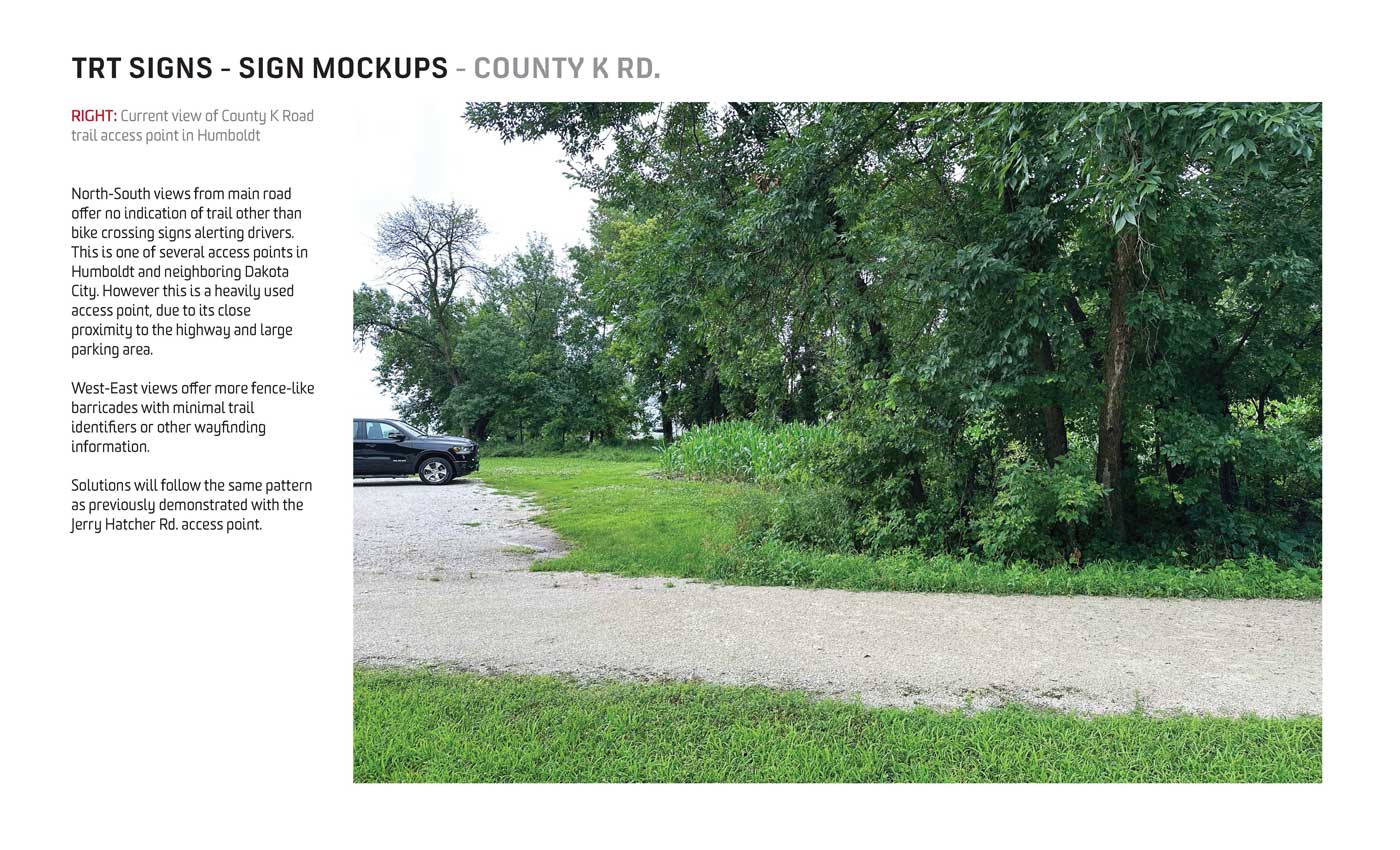 TRT SIGNS - SIGN MOCKUPS - COUNTY K RD.
RIGHT: Current view of County K Road
trail access point in Humboldt
North-South views from main road
offer no indication of trail other than
bike crossing signs alerting drivers.
This is one of several access points in
Humboldt and neighboring Dakota
City. However this is a heavily used
access point, due to its close
proximity to the highway and large
parking area.
West-East views offer more fence-like
barricades with minimal trail
identifiers or other wayfinding
information.
Solutions will follow the same pattern
as previously demonstrated with the
Jerry Hatcher Rd. access point.